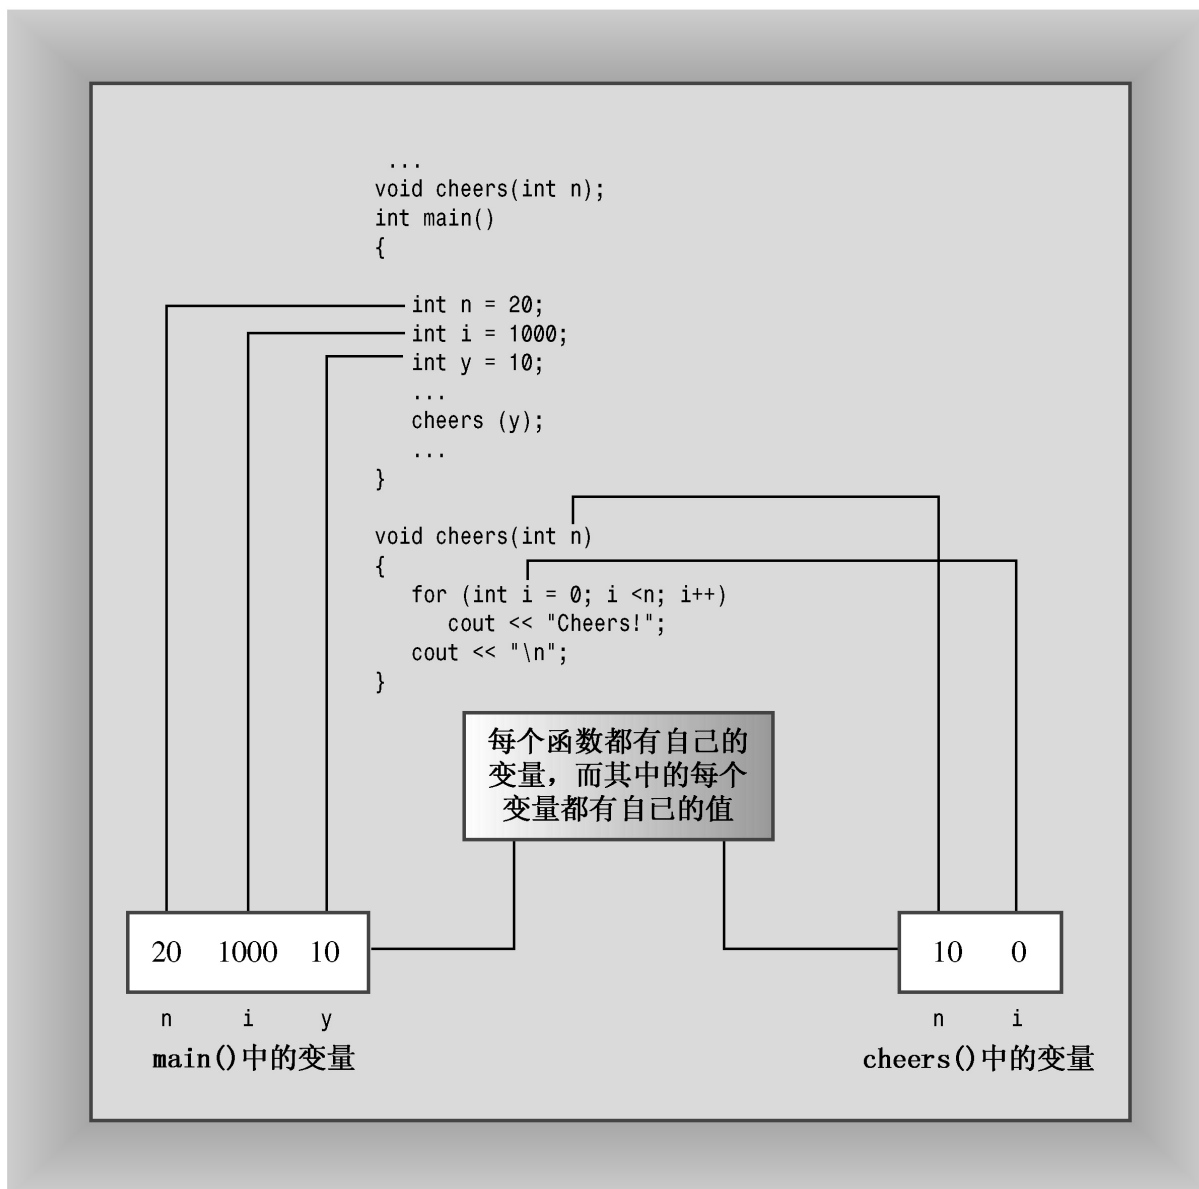 ...
void cheers(int n);
int main()
{
int n = 20;
int i = 1000;
int y = 10;
...
cheers (y);
...
}
void cheers(int n)
{
for (int i = 0; i <n; i++)
cout << "Cheers!";
cout << "\n";
}
每个函数都有自己的
变量，而其中的每个
变量都有自己的值
20 1000 10
n i y
main()中的变量
10 0
n i
cheers()中的变量